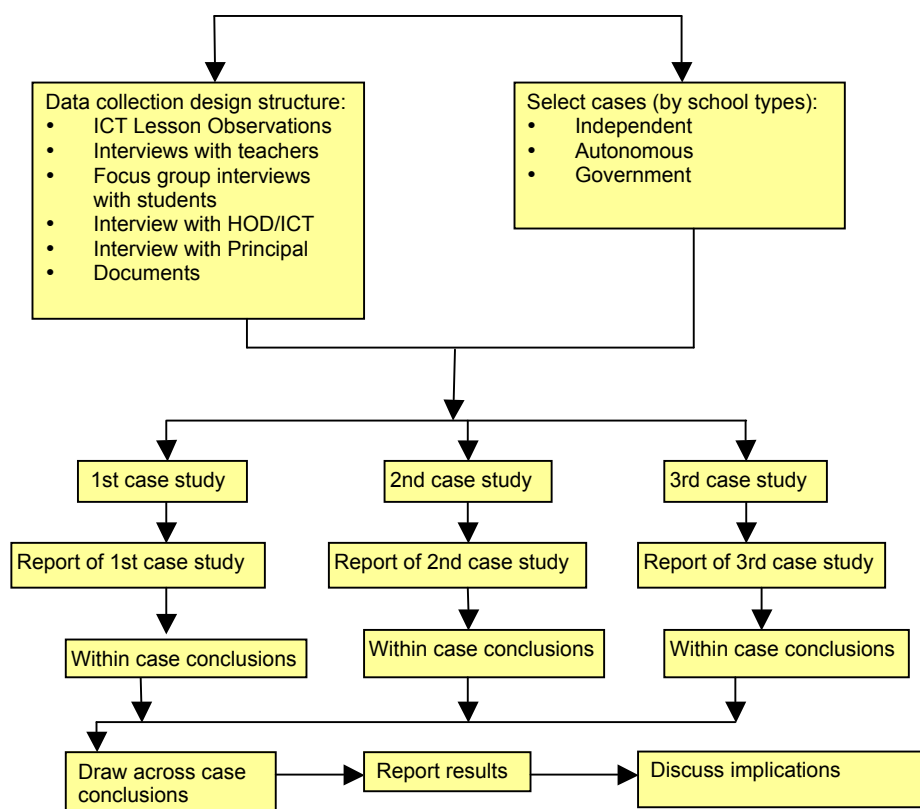 Data collection design structure:
• ICT Lesson Observations
• Interviews with teachers
• Focus group interviews
with students
• Interview with HOD/ICT
• Interview with Principal
• Documents
Select cases (by school types):
• Independent
• Autonomous
• Government
1st case study
2nd case study
3rd case study
Report of 1st case study
Report of 2nd case study
Report of 3rd case study
Within case conclusions
Within case conclusions
Within case conclusions
Draw across case
conclusions
Report results
Discuss implications